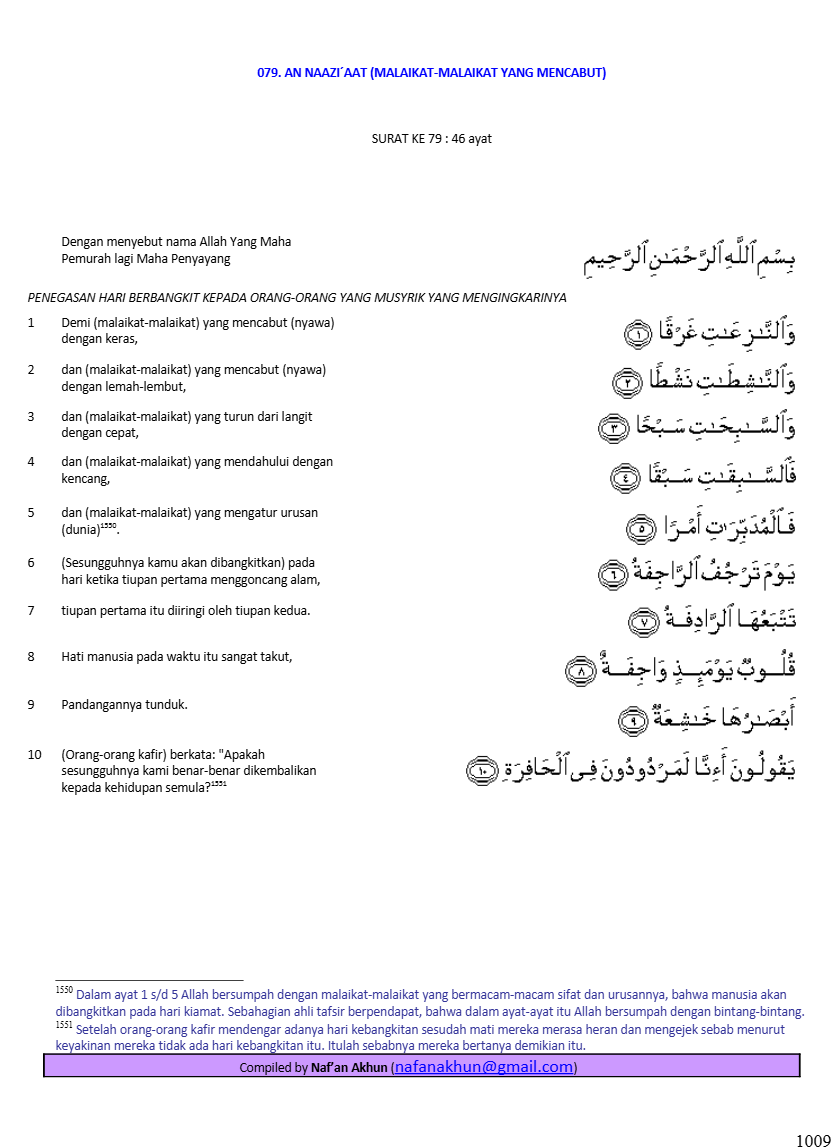 079. AN NAAZI´AAT (MALAIKAT-MALAIKAT YANG MENCABUT)
SURAT KE 79 : 46 ayat
Dengan menyebut nama Allah Yang Maha
Pemurah lagi Maha Penyayang
بِسْمِ ٱللَّهِ ٱلرَّحْمَـٰنِ ٱلرَّحِيمِ
PENEGASAN HARI BERBANGKIT KEPADA ORANG-ORANG YANG MUSYRIK YANG MENGINGKARINYA
1 Demi (malaikat-malaikat) yang mencabut (nyawa)
dengan keras,
وَٱلنَّـٰزِعَـٰتِ غَرْقًا ١
2 dan (malaikat-malaikat) yang mencabut (nyawa)
dengan lemah-lembut,
وَٱلنَّـٰشِطَـٰتِ نَشْطًا ٢
3 dan (malaikat-malaikat) yang turun dari langit
dengan cepat,
وَٱلسَّـٰبِحَـٰتِ سَبْحًا ٣
4 dan (malaikat-malaikat) yang mendahului dengan
kencang,
فَٱلسَّـٰبِقَـٰتِ سَبْقًا ٤
5 dan (malaikat-malaikat) yang mengatur urusan
(dunia)1550.
فَٱلْمُدَبِّرَٰتِ أَمْرًا ٥
6 (Sesungguhnya kamu akan dibangkitkan) pada
hari ketika tiupan pertama menggoncang alam,
يَوْمَ تَرْجُفُ ٱلرَّاجِفَةُ ٦
7 tiupan pertama itu diiringi oleh tiupan kedua.
تَتْبَعُهَا ٱلرَّادِفَةُ ٧
8 Hati manusia pada waktu itu sangat takut,
قُلُوبٌ يَوْمَئِذٍ وَاجِفَةٌ ٨
9 Pandangannya tunduk.
أَبْصَـٰرُهَا خَـٰشِعَةٌ ٩
10 (Orang-orang kafir) berkata: "Apakah
sesungguhnya kami benar-benar dikembalikan
kepada kehidupan semula?1551
يَقُولُونَ أَءِنَّا لَمَرْدُودُونَ فِى ٱلْحَافِرَةِ ١٠
1550 Dalam ayat 1 s/d 5 Allah bersumpah dengan malaikat-malaikat yang bermacam-macam sifat dan urusannya, bahwa manusia akan
dibangkitkan pada hari kiamat. Sebahagian ahli tafsir berpendapat, bahwa dalam ayat-ayat itu Allah bersumpah dengan bintang-bintang.
1551 Setelah orang-orang kafir mendengar adanya hari kebangkitan sesudah mati mereka merasa heran dan mengejek sebab menurut
keyakinan mereka tidak ada hari kebangkitan itu. Itulah sebabnya mereka bertanya demikian itu.
Compiled by Naf’an Akhun (nafanakhun@gmail.com)
1009